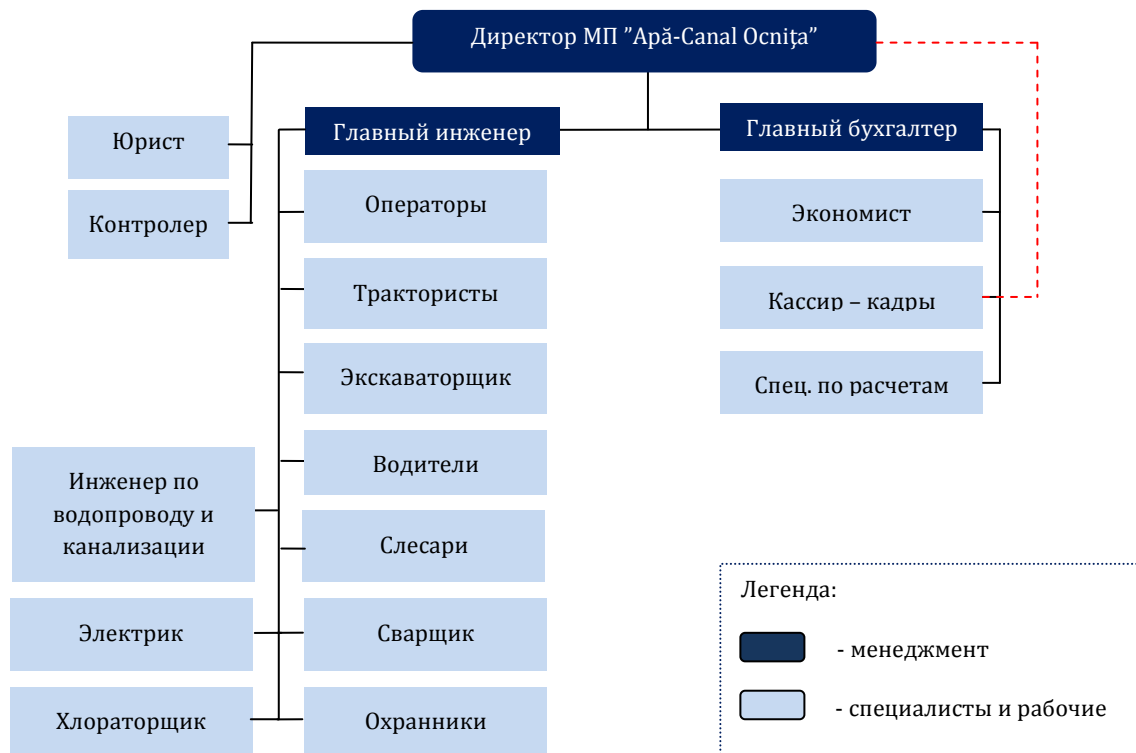 Директор МП ”Apă-Canal Ocniţa”
Главный инженер
Главный бухгалтер
Юрист
Контролер
Операторы
Экономист
Трактористы
Кассир – кадры
Экскаваторщик
Спец. по расчетам
Водители
Инженер по
водопроводу и
канализации
Слесари
Электрик
Сварщик
Хлораторщик
Охранники
Легенда:
- менеджмент
- специалисты и рабочие